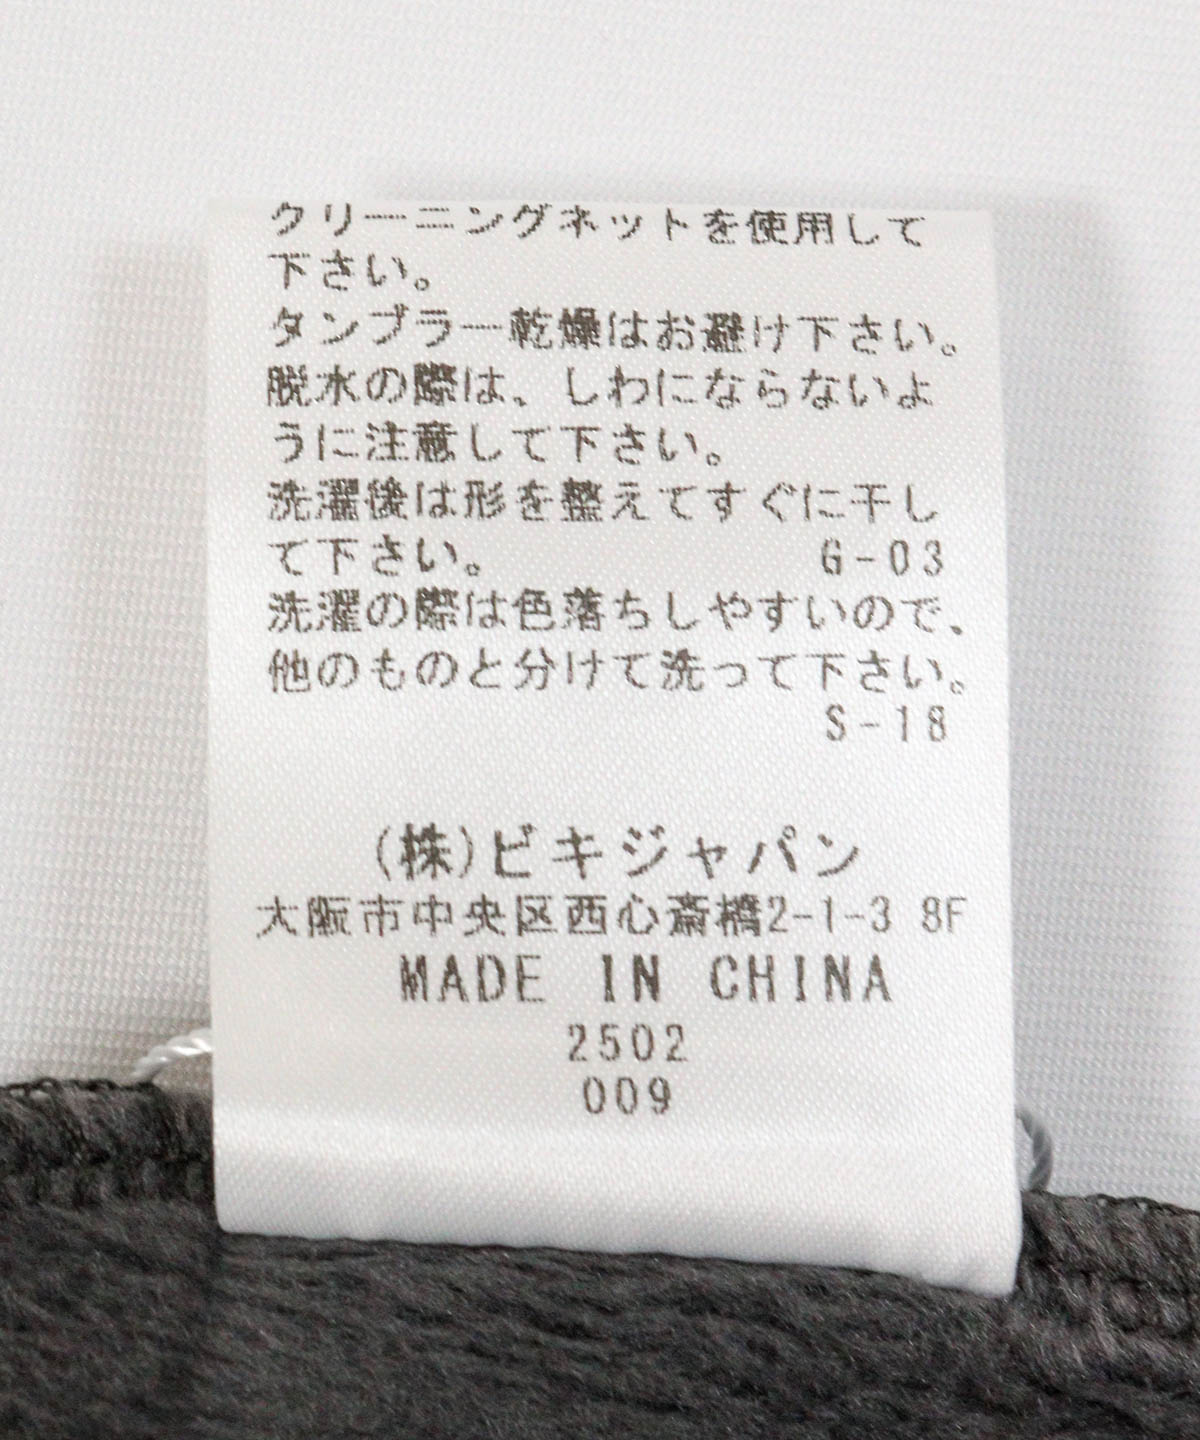 クリーニングネットを使用して
下さい。
タンブラー乾燥はお避け下さい。
脱水の際は、しわにならないよ
うに注意して下さい。
洗濯後は形を整えてすぐに干し
て下さい。 G-03
洗濯の際は色落ちしやすいので、
他のものと分けて洗って下さい。
S-18
(株)ビキジャパン
大阪市中央区西心斎橋2-1-3 8F
MADE IN CHINA
2502
009